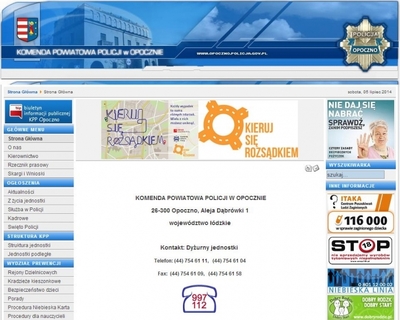 POLICJA
OPOCZNO
KOMENDA POWIATOWA POLICJI w OPOCZNIE
WWW.OPOCZNO.POLICJA.GOV.PL
Strona Główna > Strona Główna
sobota, 05 lipiec 2014
biuletyn
informacji publicznej
KPP Opoczno
GŁÓWNE MENU
Strona Główna
O nas
Kierownictwo
Rzecznik prasowy
Skargi i Wnioski
OGŁOSZENIA
Aktualności
Z życia jednostki
Służba w Policji
Kadrowe
Święto Policji
STRUKTURA KPP
Struktura jednostki
Jednostki podległe
WYDZIAŁ PREWENCJI
Rejony Dzielnicowych
Kradzieże kieszonkowe
Bezpieczeństwo dzieci
Porady
Procedura Niebieska Karta
Procedury dla nauczycieli
KIERUJ
SIĘ
ROZSĄDKIEM
KIERUJ
SIĘ
ROZSĄDKIEM
KOMENDA POWIATOWA POLICJI W OPOCZNIE
26-300 Opoczno, Aleja Dąbrówki 1
województwo łódzkie
Kontakt: Dyżurny jednostki
Telefon: (44) 754 61 11, (44) 754 61 04
Fax: (44) 754 61 09, (44) 754 61 58
997
112
NIE DAJ SIĘ
NABRAĆ
SPRAWDŹ,
ZANIM PODPISZESZ
WYSZUKIWARKA
szukaj...
INNE INFORMACJE
ITAKA
116 000
STOP
18
NIEBIESKA LINIA
DOBRY RODZIC
DOBRY START